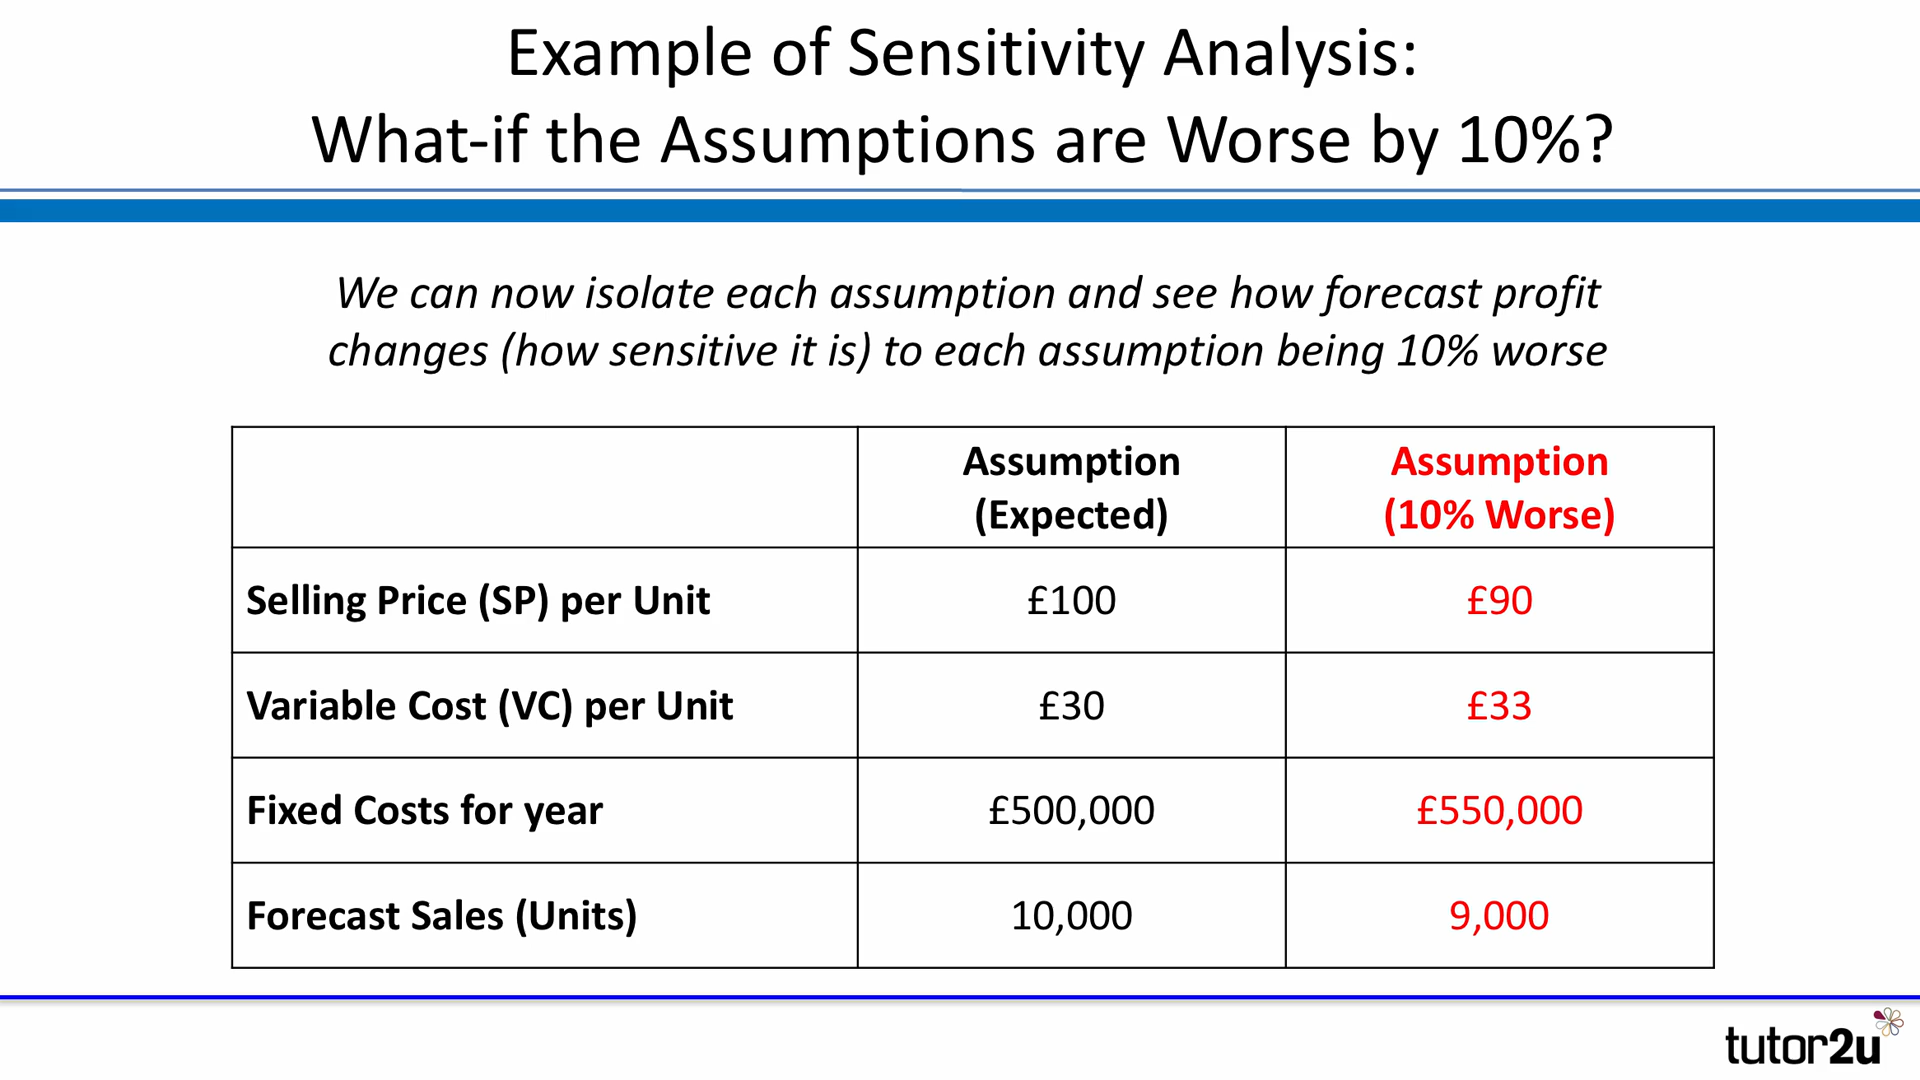 Example of Sensitivity Analysis:
What-if the Assumptions are Worse by 10%?
We can now isolate each assumption and see how forecast profit
changes (how sensitive it is) to each assumption being 10% worse
Assumption
(Expected)
Assumption
(10% Worse)
Selling Price (SP) per Unit
£100
£90
Variable Cost (VC) per Unit
£30
£33
Fixed Costs for year
£500,000
£550,000
Forecast Sales (Units)
10,000
9,000
tutor2u